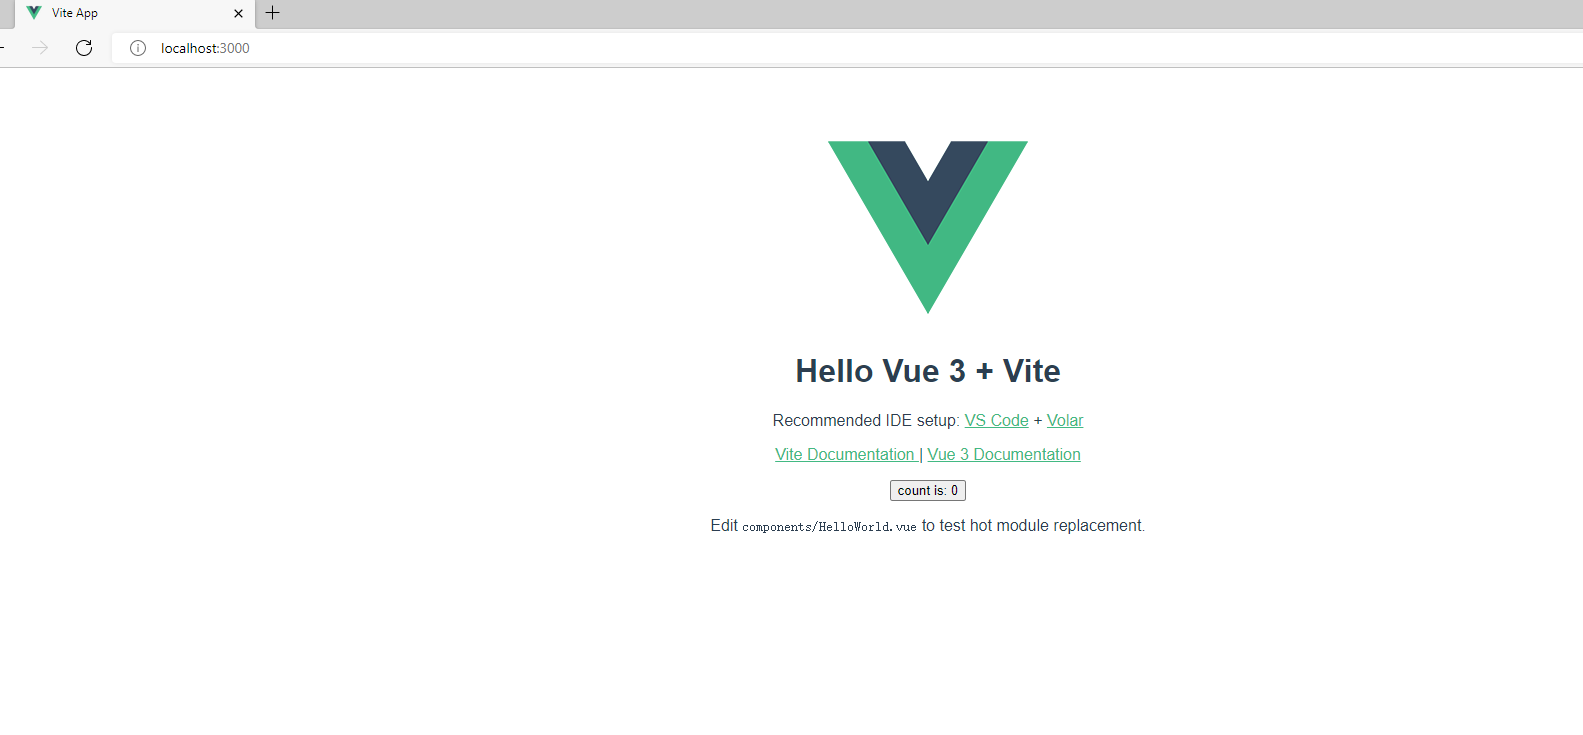 Vite App
localhost:3000
Hello Vue 3 + Vite
Recommended IDE setup: VS Code + Volar
Vite Documentation | Vue 3 Documentation
count is: 0
Edit components/HelloWorld.vue to test hot module replacement.